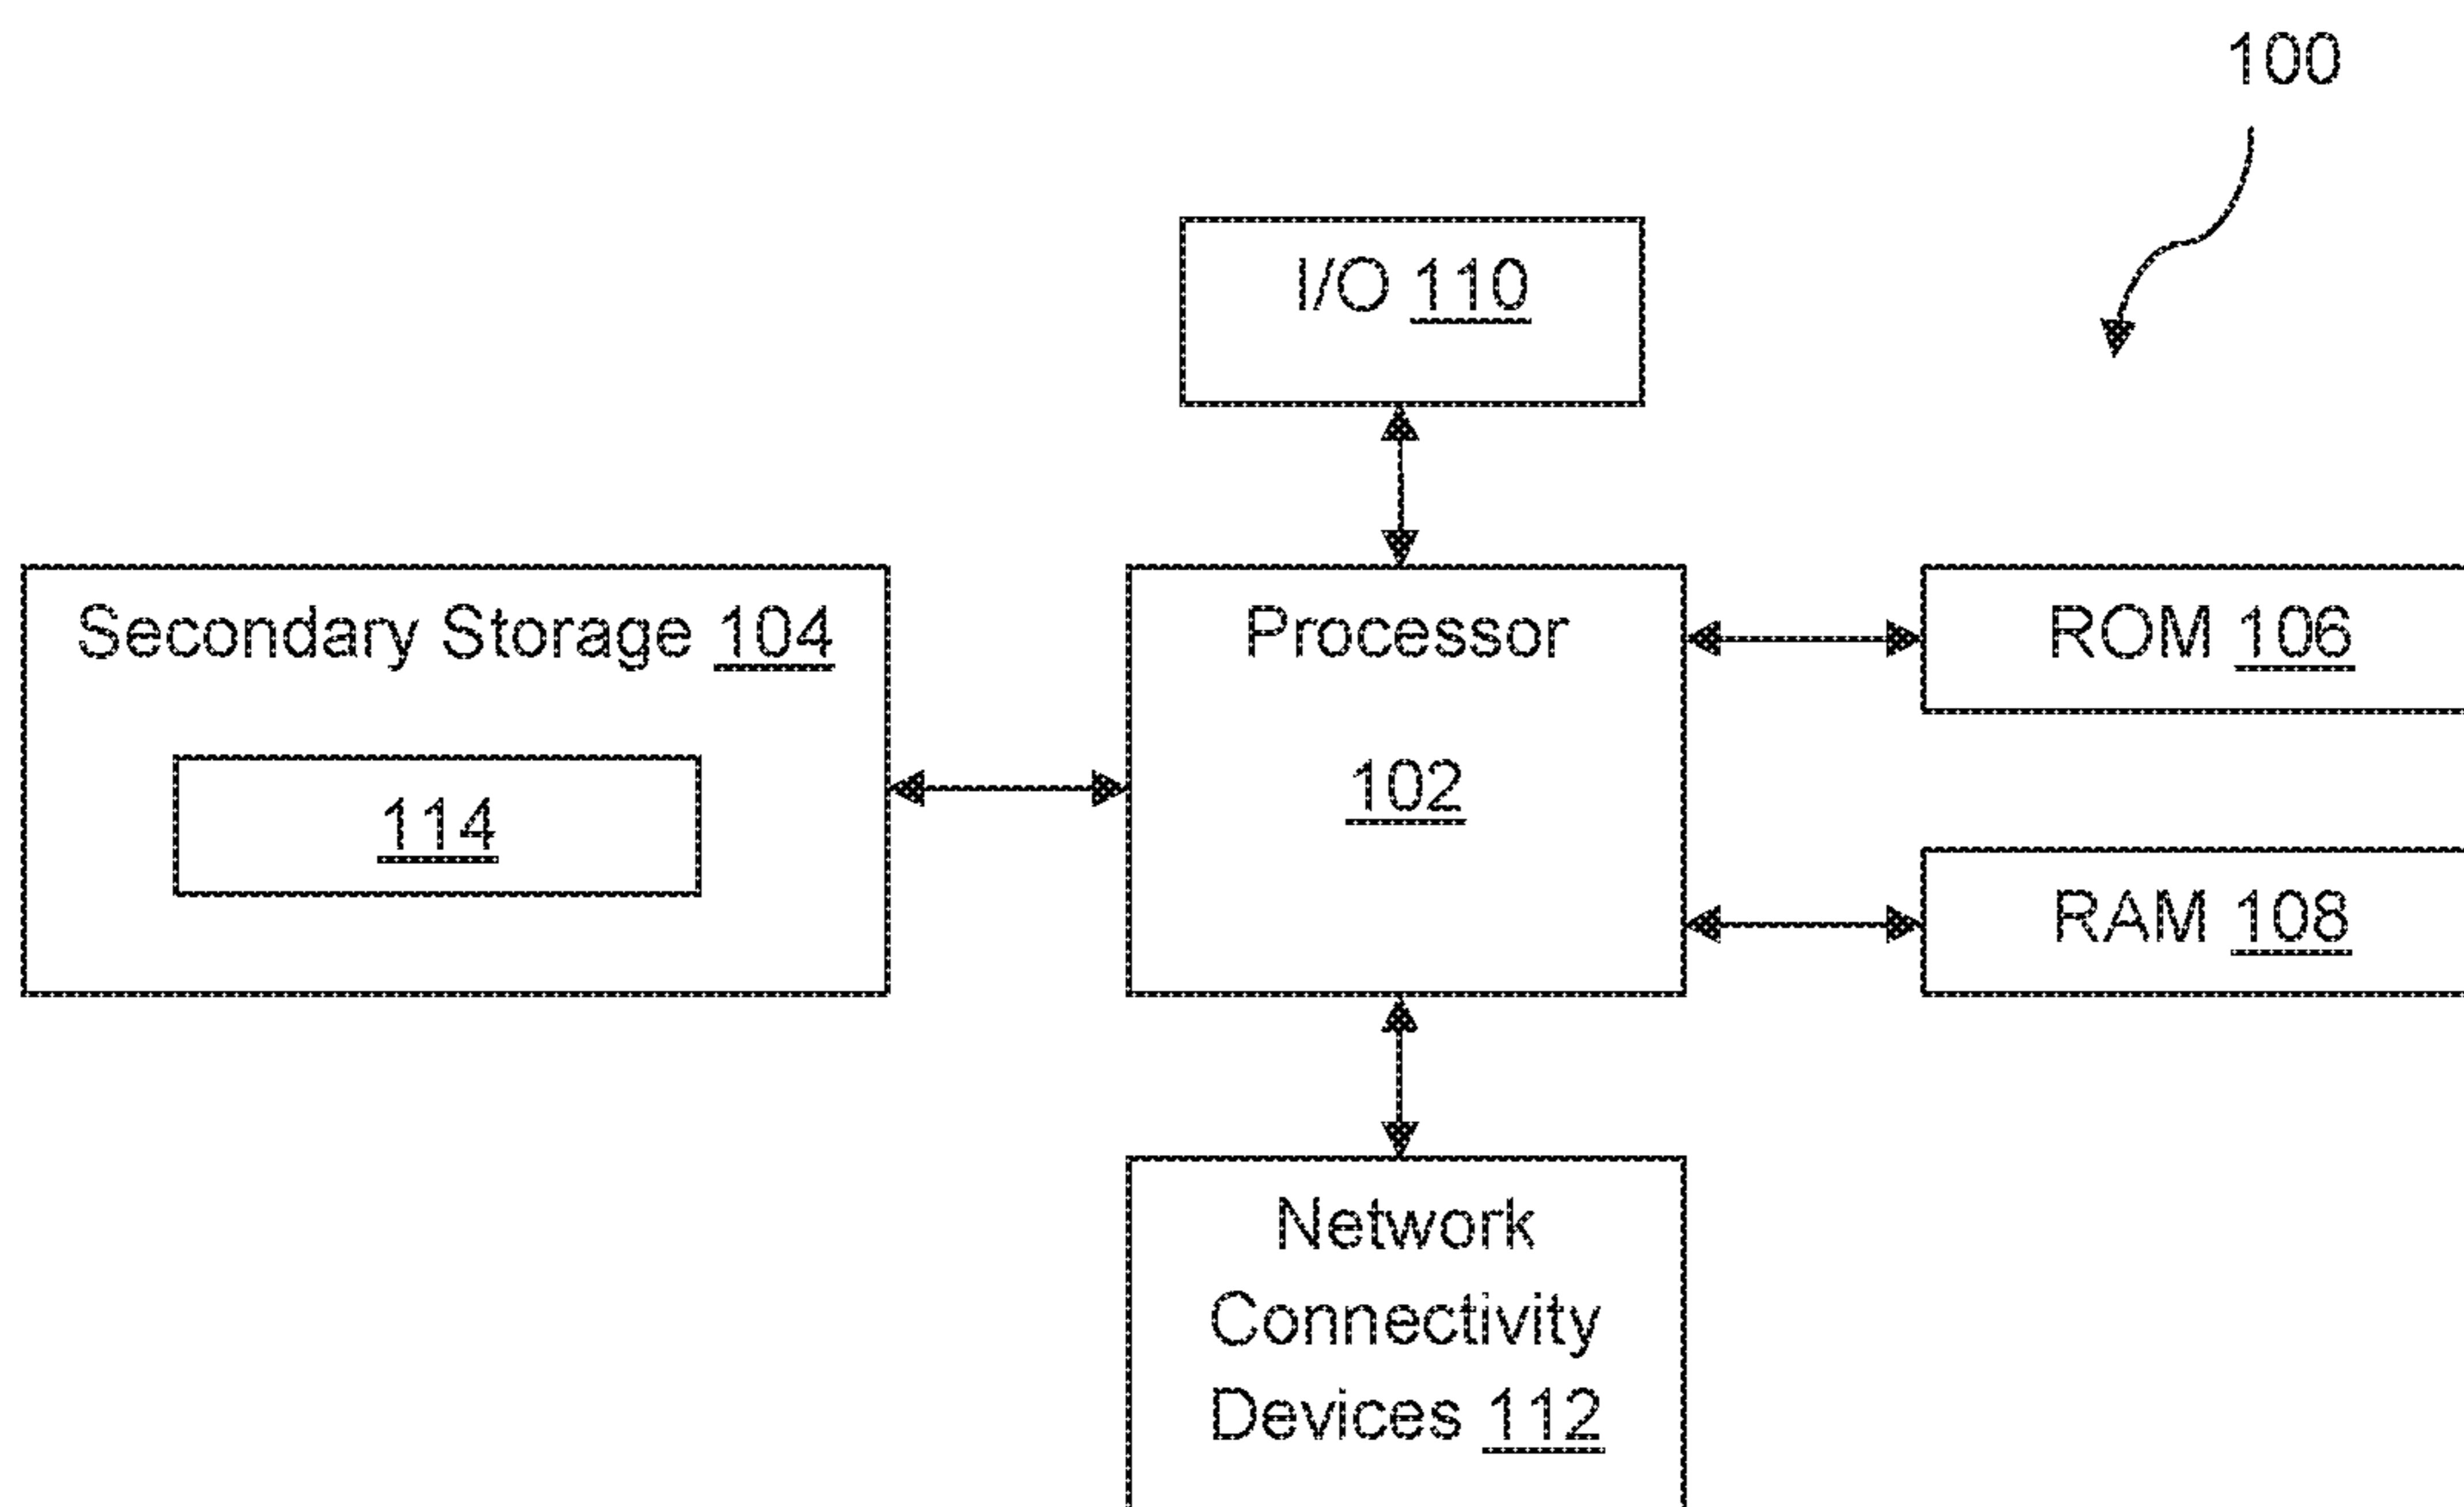 100
I/O 110
Secondary Storage 104
114
Processor
102
ROM 106
RAM 108
Network
Connectivity
Devices 112